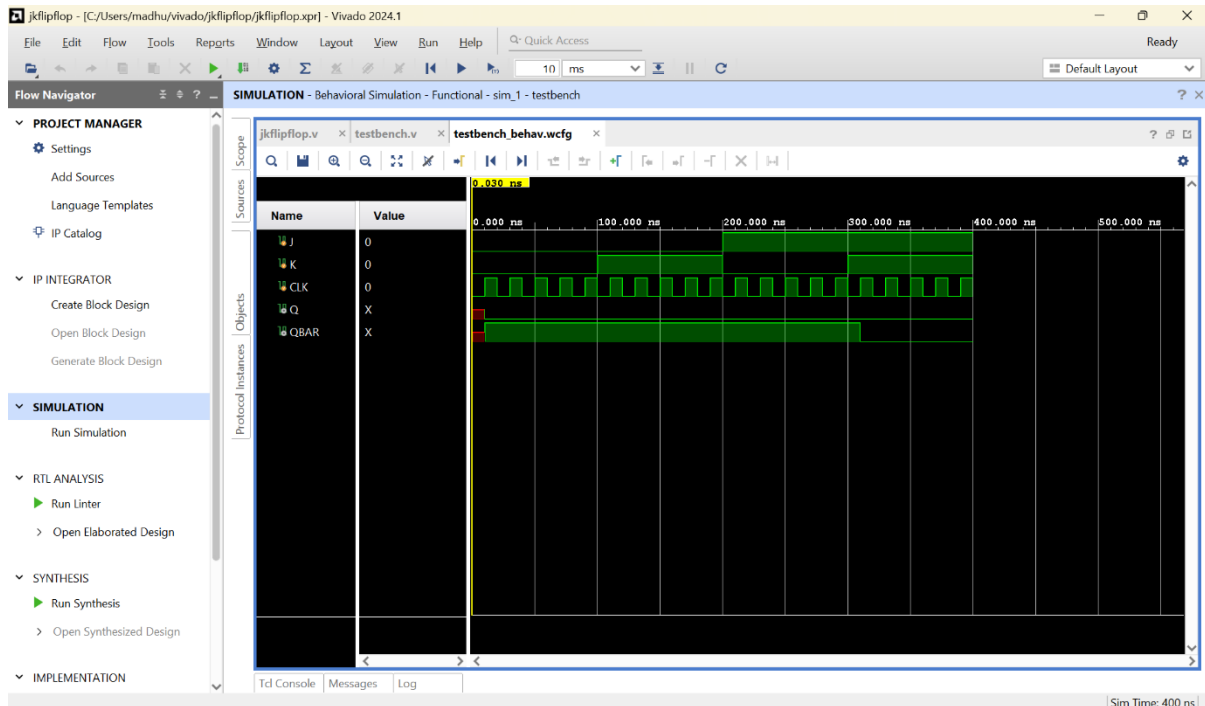 jkflipflop - [C:/Users/madhu/vivado/jkflipflop/jkflipflop.xpr] - Vivado 2024.1
File Edit Flow Tools Reports Window Layout View Run Help Q- Quick Access Ready
10 ms Default Layout
Flow Navigator ? SIMULATION - Behavioral Simulation - Functional - sim_1 - testbench ?
PROJECT MANAGER
Settings
Add Sources
Language Templates
IP Catalog
IP INTEGRATOR
Create Block Design
Open Block Design
Generate Block Design
SIMULATION
Run Simulation
RTL ANALYSIS
Run Linter
Open Elaborated Design
SYNTHESIS
Run Synthesis
Open Synthesized Design
IMPLEMENTATION
Scope
Sources
Objects
Protocol Instances
jkflipflop.v testbench.v testbench_behav.wcfg ?
0.030 ns
Name Value 0.000 ns 100.000 ns 200.000 ns 300.000 ns 400.000 ns 500.000 ns
J 0
K 0
CLK 0
Q X
QBAR X
Tcl Console Messages Log
Sim Time: 400 ns